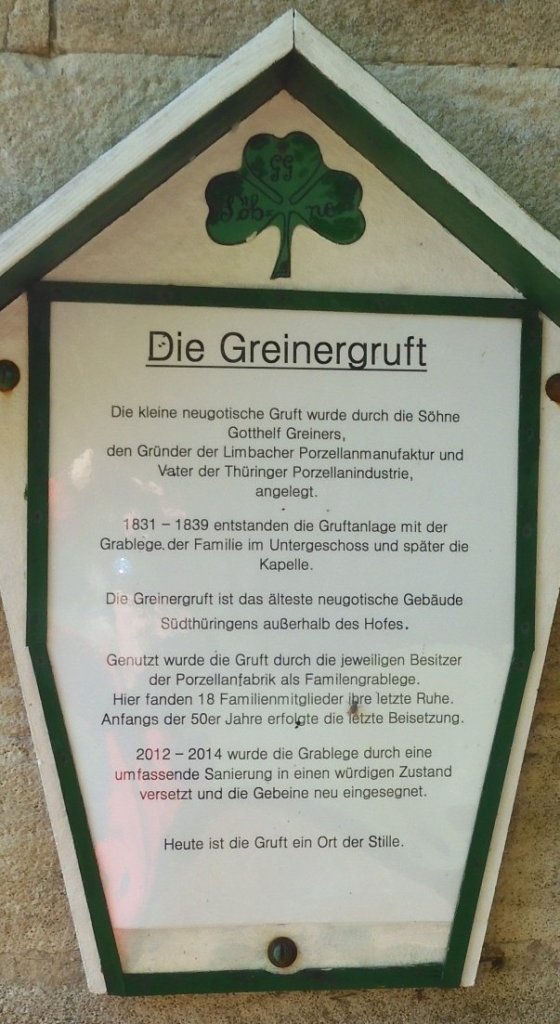 GG
Söh= ne
Die Greinergruft
Die kleine neugotische Gruft wurde durch die Söhne
Gotthelf Greiners,
den Gründer der Limbacher Porzellanmanufaktur und
Vater der Thüringer Porzellanindustrie,
angelegt.
1831 – 1839 entstanden die Gruftanlage mit der
Grablege der Familie im Untergeschoss und später die
Kapelle.
Die Greinergruft ist das älteste neugotische Gebäude
Südthüringens außerhalb des Hofes.
Genutzt wurde die Gruft durch die jeweiligen Besitzer
der Porzellanfabrik als Familengrablege.
Hier fanden 18 Familienmitglieder ihre letzte Ruhe.
Anfangs der 50er Jahre erfolgte die letzte Beisetzung.
2012 – 2014 wurde die Grablege durch eine
umfassende Sanierung in einen würdigen Zustand
versetzt und die Gebeine neu eingesegnet.
Heute ist die Gruft ein Ort der Stille.